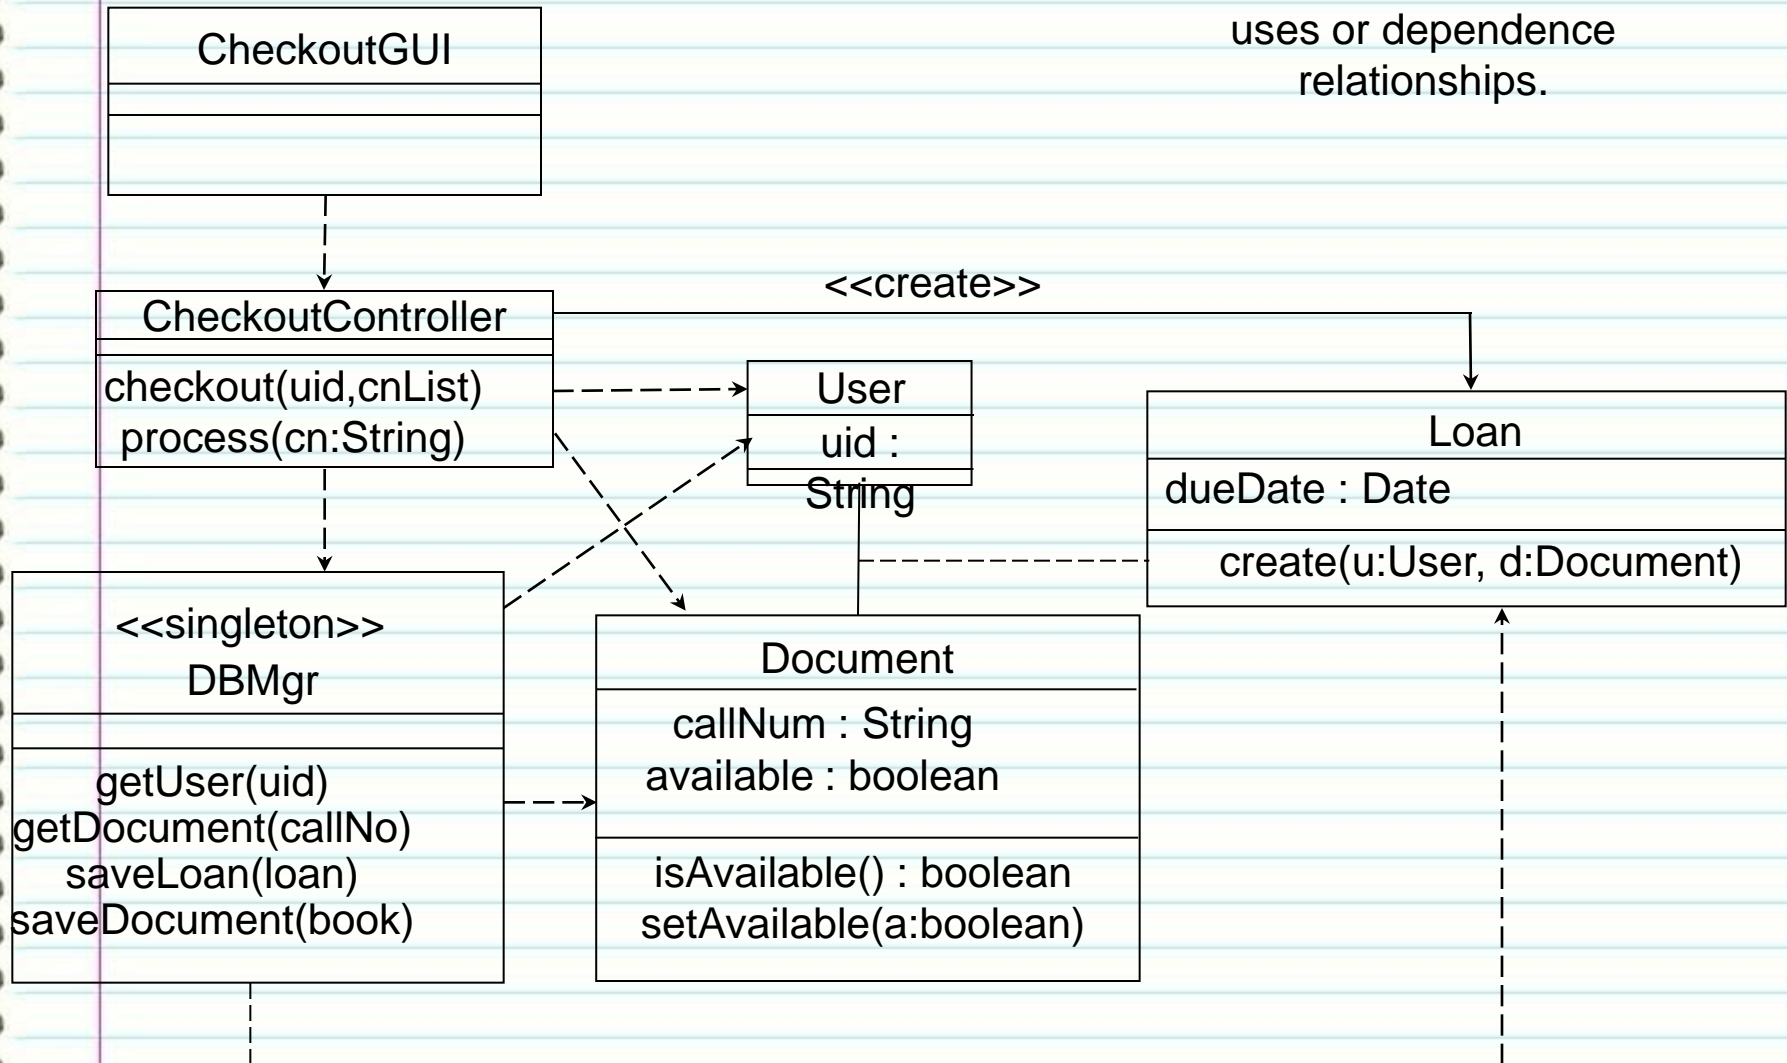 uses or dependence
relationships.
CheckoutGUI
<<create>>
CheckoutController
checkout(uid,cnList)
process(cn:String)
User
uid :
String
Loan
dueDate : Date
create(u:User, d:Document)
<<singleton>>
DBMgr
getUser(uid)
getDocument(callNo)
saveLoan(loan)
saveDocument(book)
Document
callNum : String
available : boolean
isAvailable() : boolean
setAvailable(a:boolean)